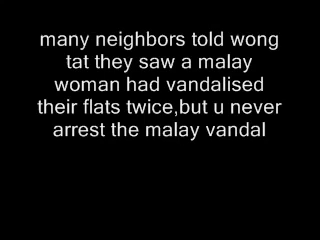 many neighbors told wong
tat they saw a malay
woman had vandalised
their flats twice,but u never
arrest the malay vandal